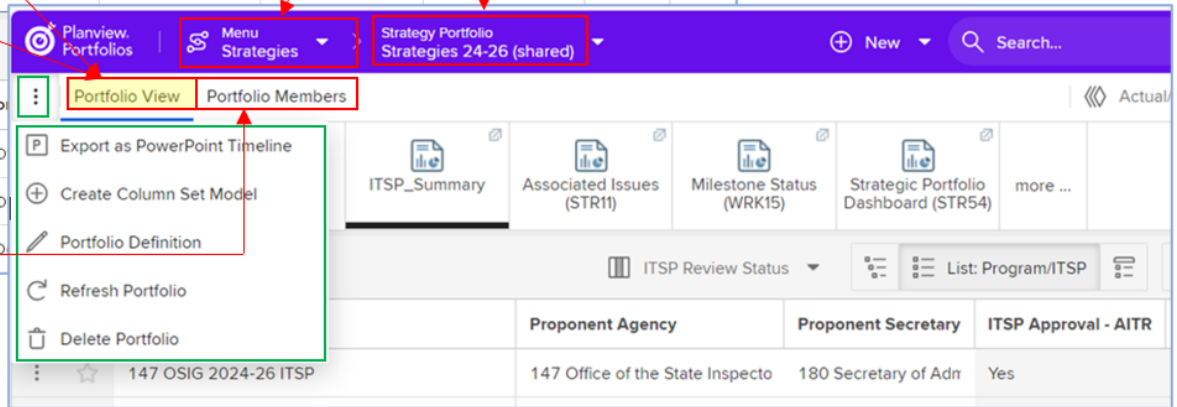 Planview.
Portfolios
Menu
Strategies
Strategy Portfolio
Strategies 24-26 (shared)
New
Search...
Portfolio View
Portfolio Members
Actual/
P
Export as PowerPoint Timeline
Create Column Set Model
Portfolio Definition
Refresh Portfolio
Delete Portfolio
ITSP_Summary
Associated Issues
(STR11)
Milestone Status
(WRK15)
Strategic Portfolio
Dashboard (STR54)
more ...
ITSP Review Status
List: Program/ITSP
Proponent Agency
Proponent Secretary
ITSP Approval - AITR
147 OSIG 2024-26 ITSP
147 Office of the State Inspecto
180 Secretary of Adm
Yes